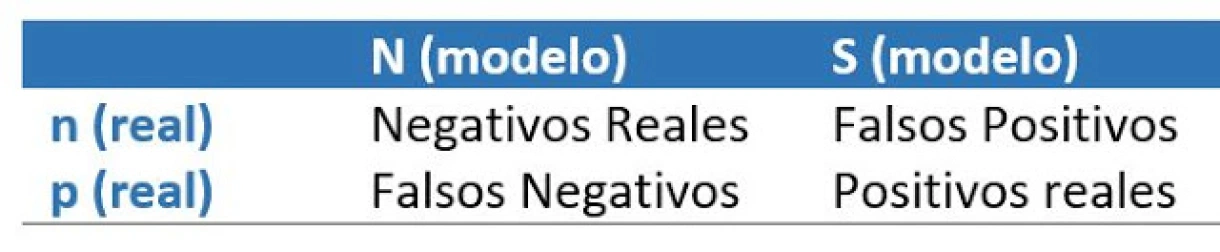 N (modelo) S (modelo)
n (real) Negativos Reales Falsos Positivos
p (real) Falsos Negativos Positivos reales